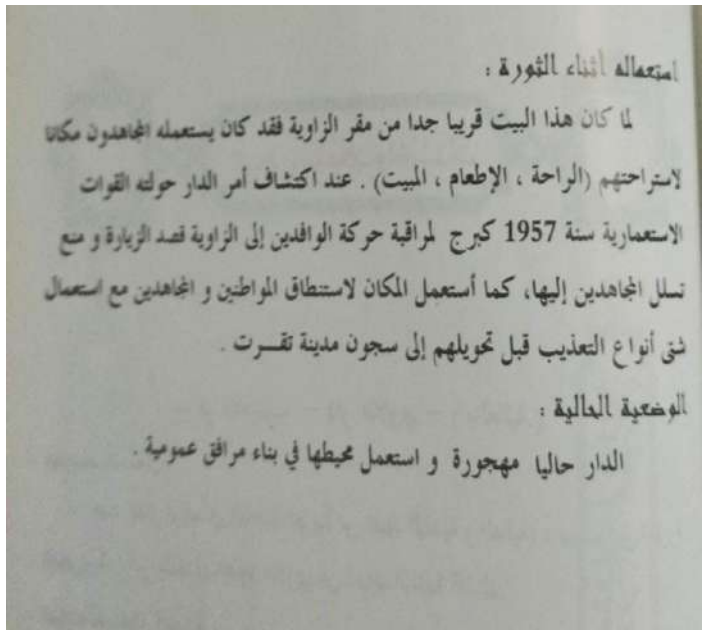 استعماله أثناء الثورة :
لما كان هذا البيت قريبا جدا من مقر الزاوية فقد كان يستعمله المجاهدون مكانا
لاستراحتهم (الراحة ، الإطعام ، المبيت) . عند اكتشاف أمر الدار حولته القوات
الاستعمارية سنة 1957 كبرج لمراقبة حركة الوافدين إلى الزاوية قصد الزيارة و منع
تسلل المجاهدين إليها، كما أستعمل المكان لاستنطاق المواطنين و المجاهدين مع استعمال
شتى أنواع التعذيب قبل تحويلهم إلى سجون مدينة تقـــرت .
الوضعية الحالية :
الدار حاليا مهجورة و استعمل محيطها في بناء مرافق عمومية .